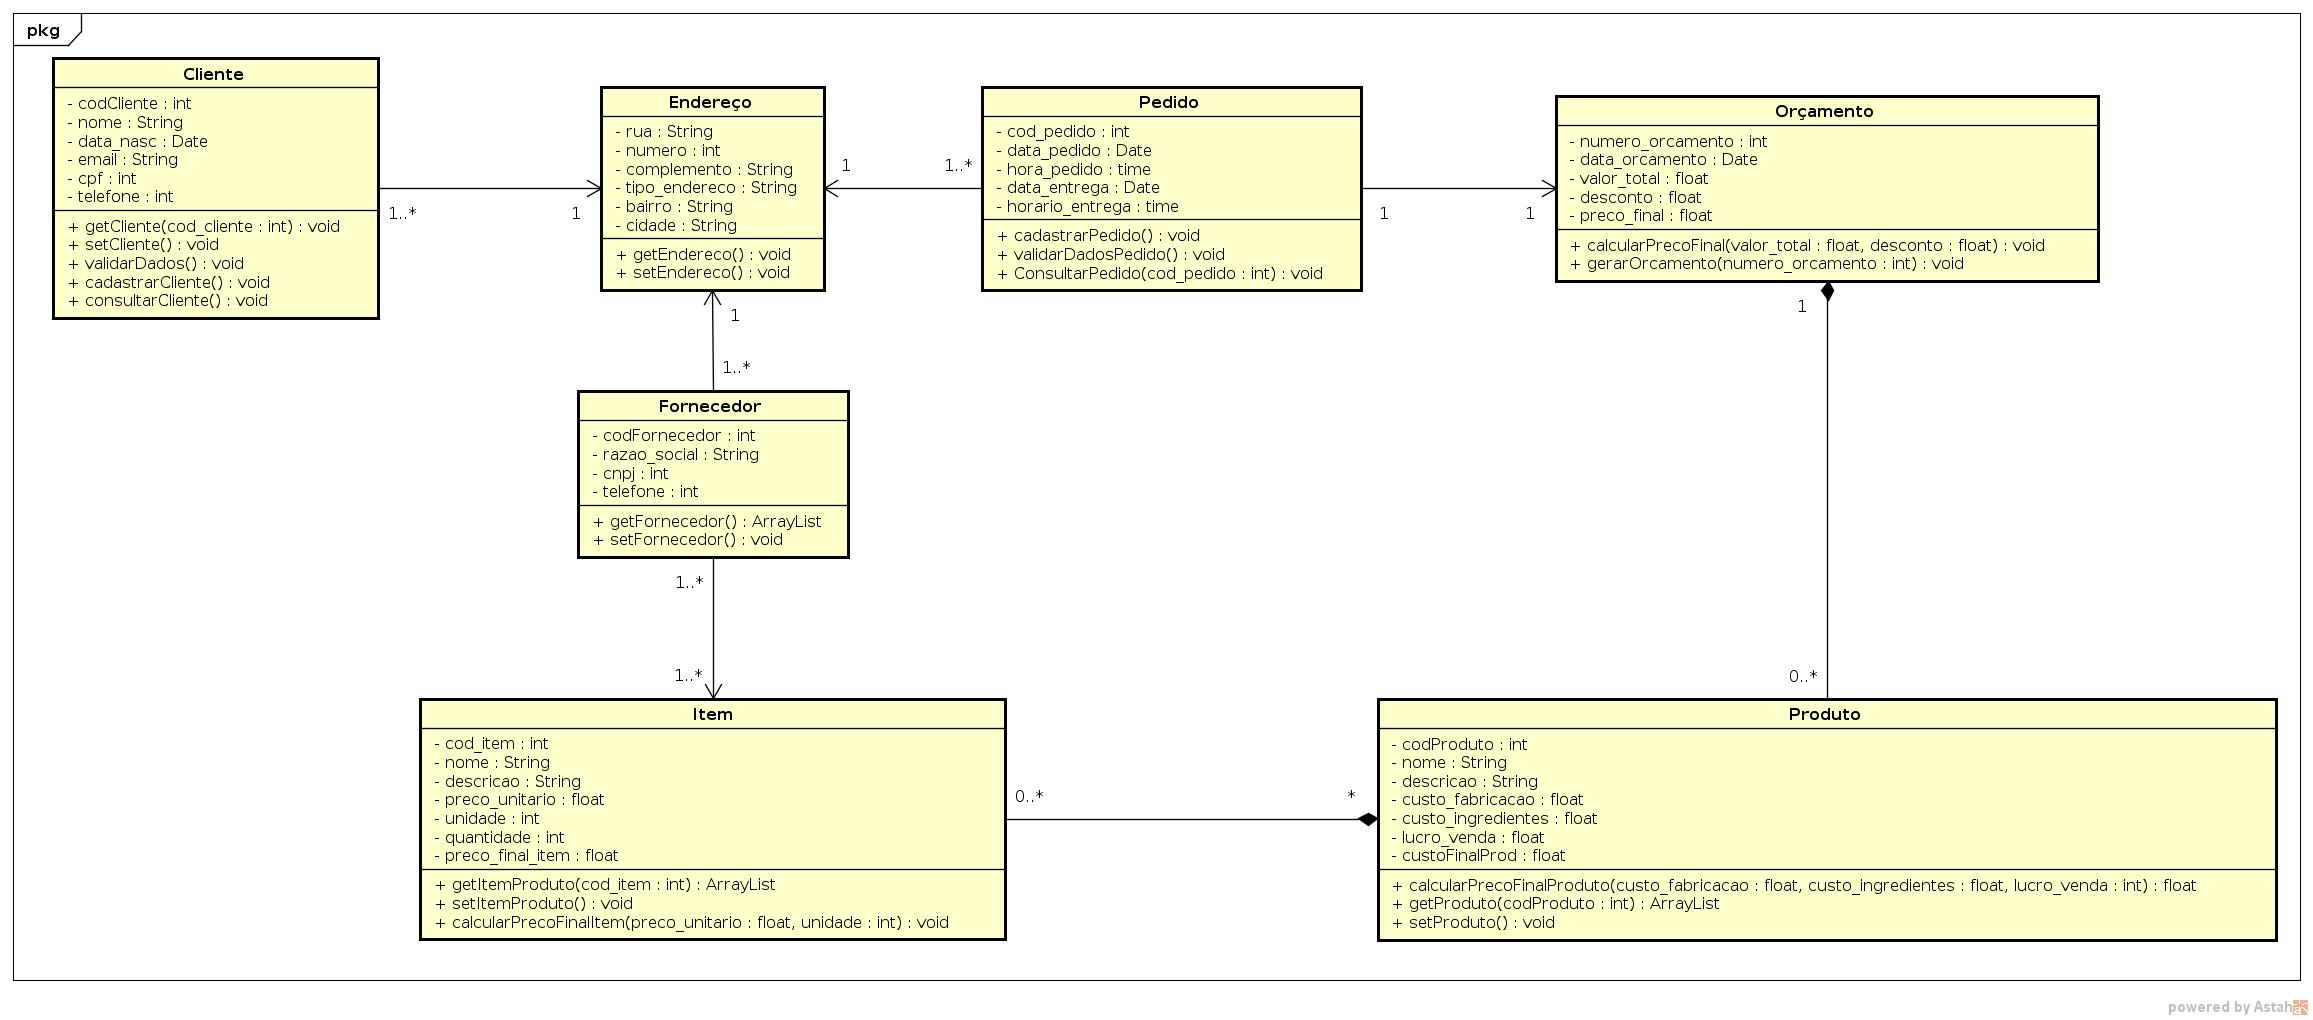 pkg
Cliente
- codCliente : int
- nome : String
- data_nasc : Date
- email : String
- cpf : int
- telefone : int
+ getCliente(cod_cliente : int) : void
+ setCliente() : void
+ validarDados() : void
+ cadastrarCliente() : void
+ consultarCliente() : void
1..*
1
Endereço
- rua : String
- numero : int
- complemento : String
- tipo_endereco : String
- bairro : String
- cidade : String
+ getEndereco() : void
+ setEndereco() : void
1
1..*
Pedido
- cod_pedido : int
- data_pedido : Date
- hora_pedido : time
- data_entrega : Date
- horario_entrega : time
+ cadastrarPedido() : void
+ validarDadosPedido() : void
+ ConsultarPedido(cod_pedido : int) : void
1
1
Orçamento
- numero_orcamento : int
- data_orcamento : Date
- valor_total : float
- desconto : float
- preco_final : float
+ calcularPrecoFinal(valor_total : float, desconto : float) : void
+ gerarOrcamento(numero_orcamento : int) : void
1
0..*
1
1..*
Fornecedor
- codFornecedor : int
- razao_social : String
- cnpj : int
- telefone : int
+ getFornecedor() : ArrayList
+ setFornecedor() : void
1..*
1..*
Item
- cod_item : int
- nome : String
- descricao : String
- preco_unitario : float
- unidade : int
- quantidade : int
- preco_final_item : float
+ getItemProduto(cod_item : int) : ArrayList
+ setItemProduto() : void
+ calcularPrecoFinalItem(preco_unitario : float, unidade : int) : void
0..*
*
Produto
- codProduto : int
- nome : String
- descricao : String
- custo_fabricacao : float
- custo_ingredientes : float
- lucro_venda : float
- custoFinalProd : float
+ calcularPrecoFinalProduto(custo_fabricacao : float, custo_ingredientes : float, lucro_venda : int) : float
+ getProduto(codProduto : int) : ArrayList
+ setProduto() : void
powered by Astah